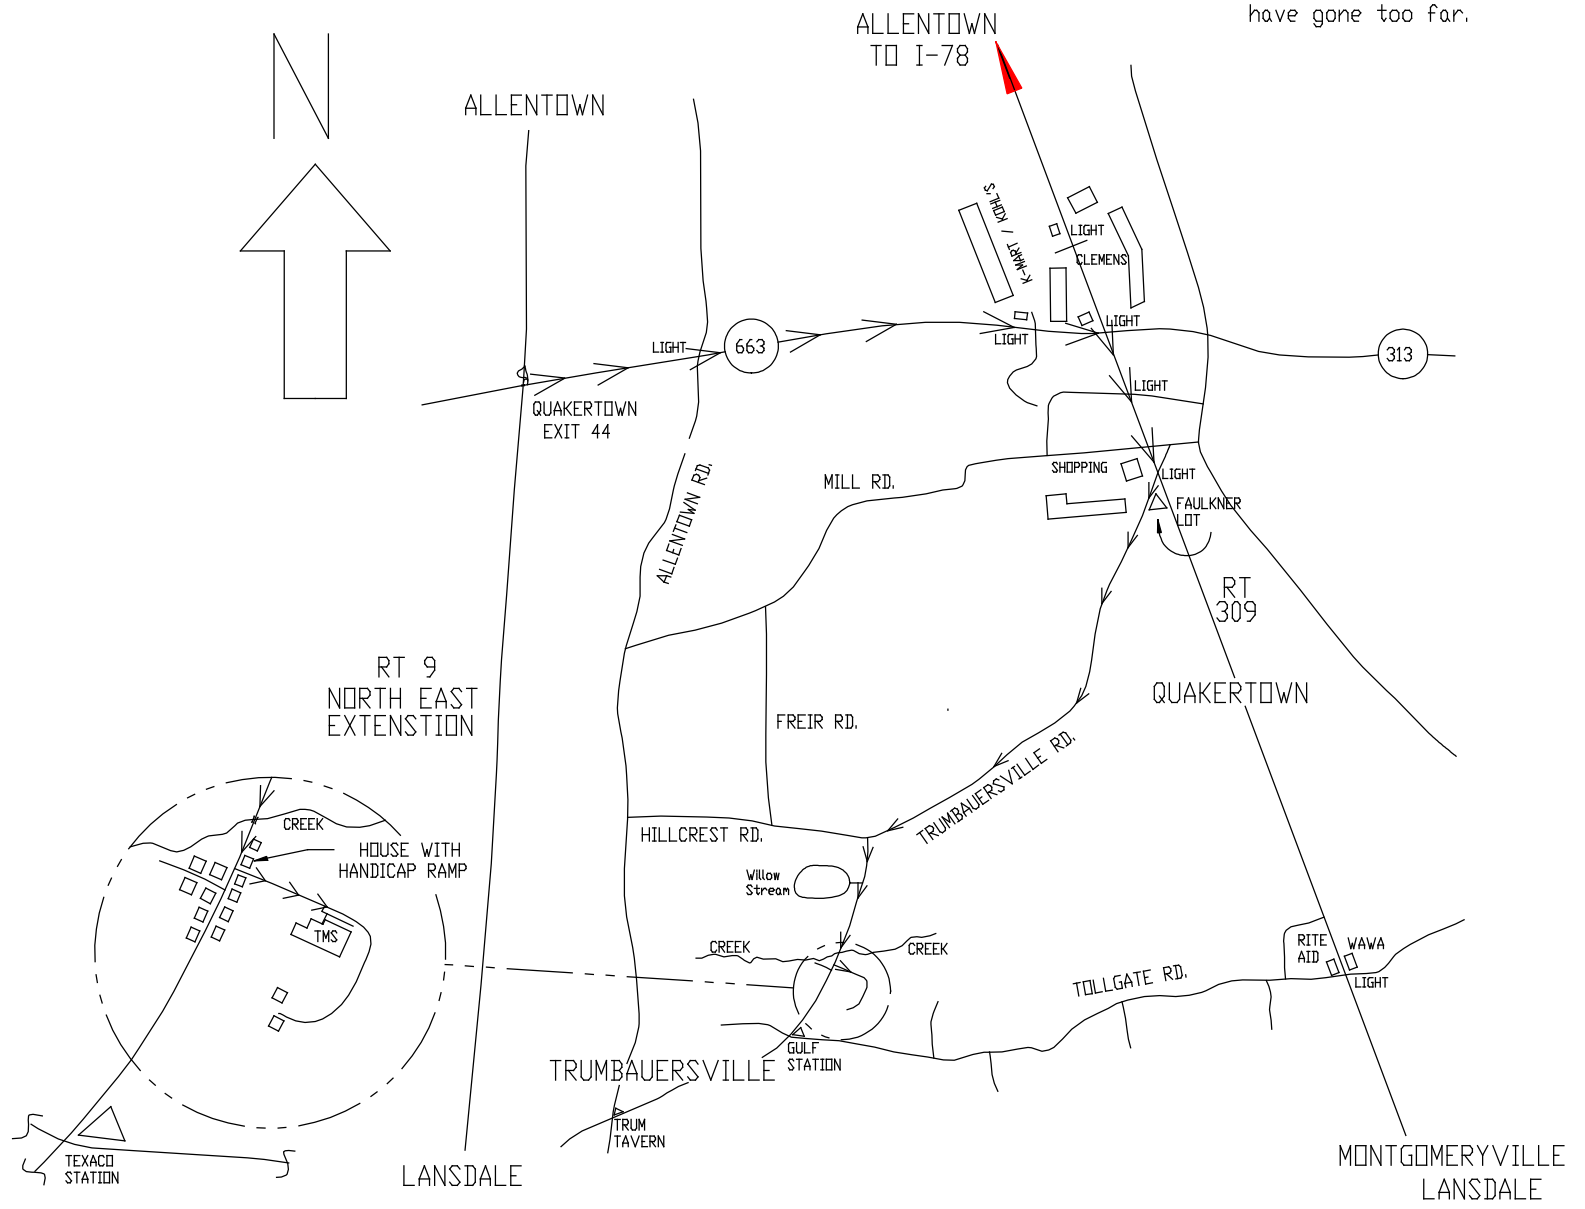 have gone too far.
ALLENTOWN
TO I-78
N
ALLENTOWN
K-MART / KOHL'S
LIGHT
CLEMENS
LIGHT
LIGHT
LIGHT
663
313
LIGHT
QUAKERTOWN
EXIT 44
ALLENTOWN RD.
MILL RD.
SHOPPING
LIGHT
FAULKNER
LOT
RT
309
RT 9
NORTH EAST
EXTENSTION
QUAKERTOWN
FREIR RD.
TRUMBAUERSVILLE RD.
HILLCREST RD.
CREEK
HOUSE WITH
HANDICAP RAMP
TMS
Willow
Stream
CREEK
CREEK
RITE
AID
WAWA
LIGHT
TOLLGATE RD.
GULF
STATION
TRUMBAUERSVILLE
TRUM
TAVERN
TEXACO
STATION
LANSDALE
MONTGOMERYVILLE
LANSDALE